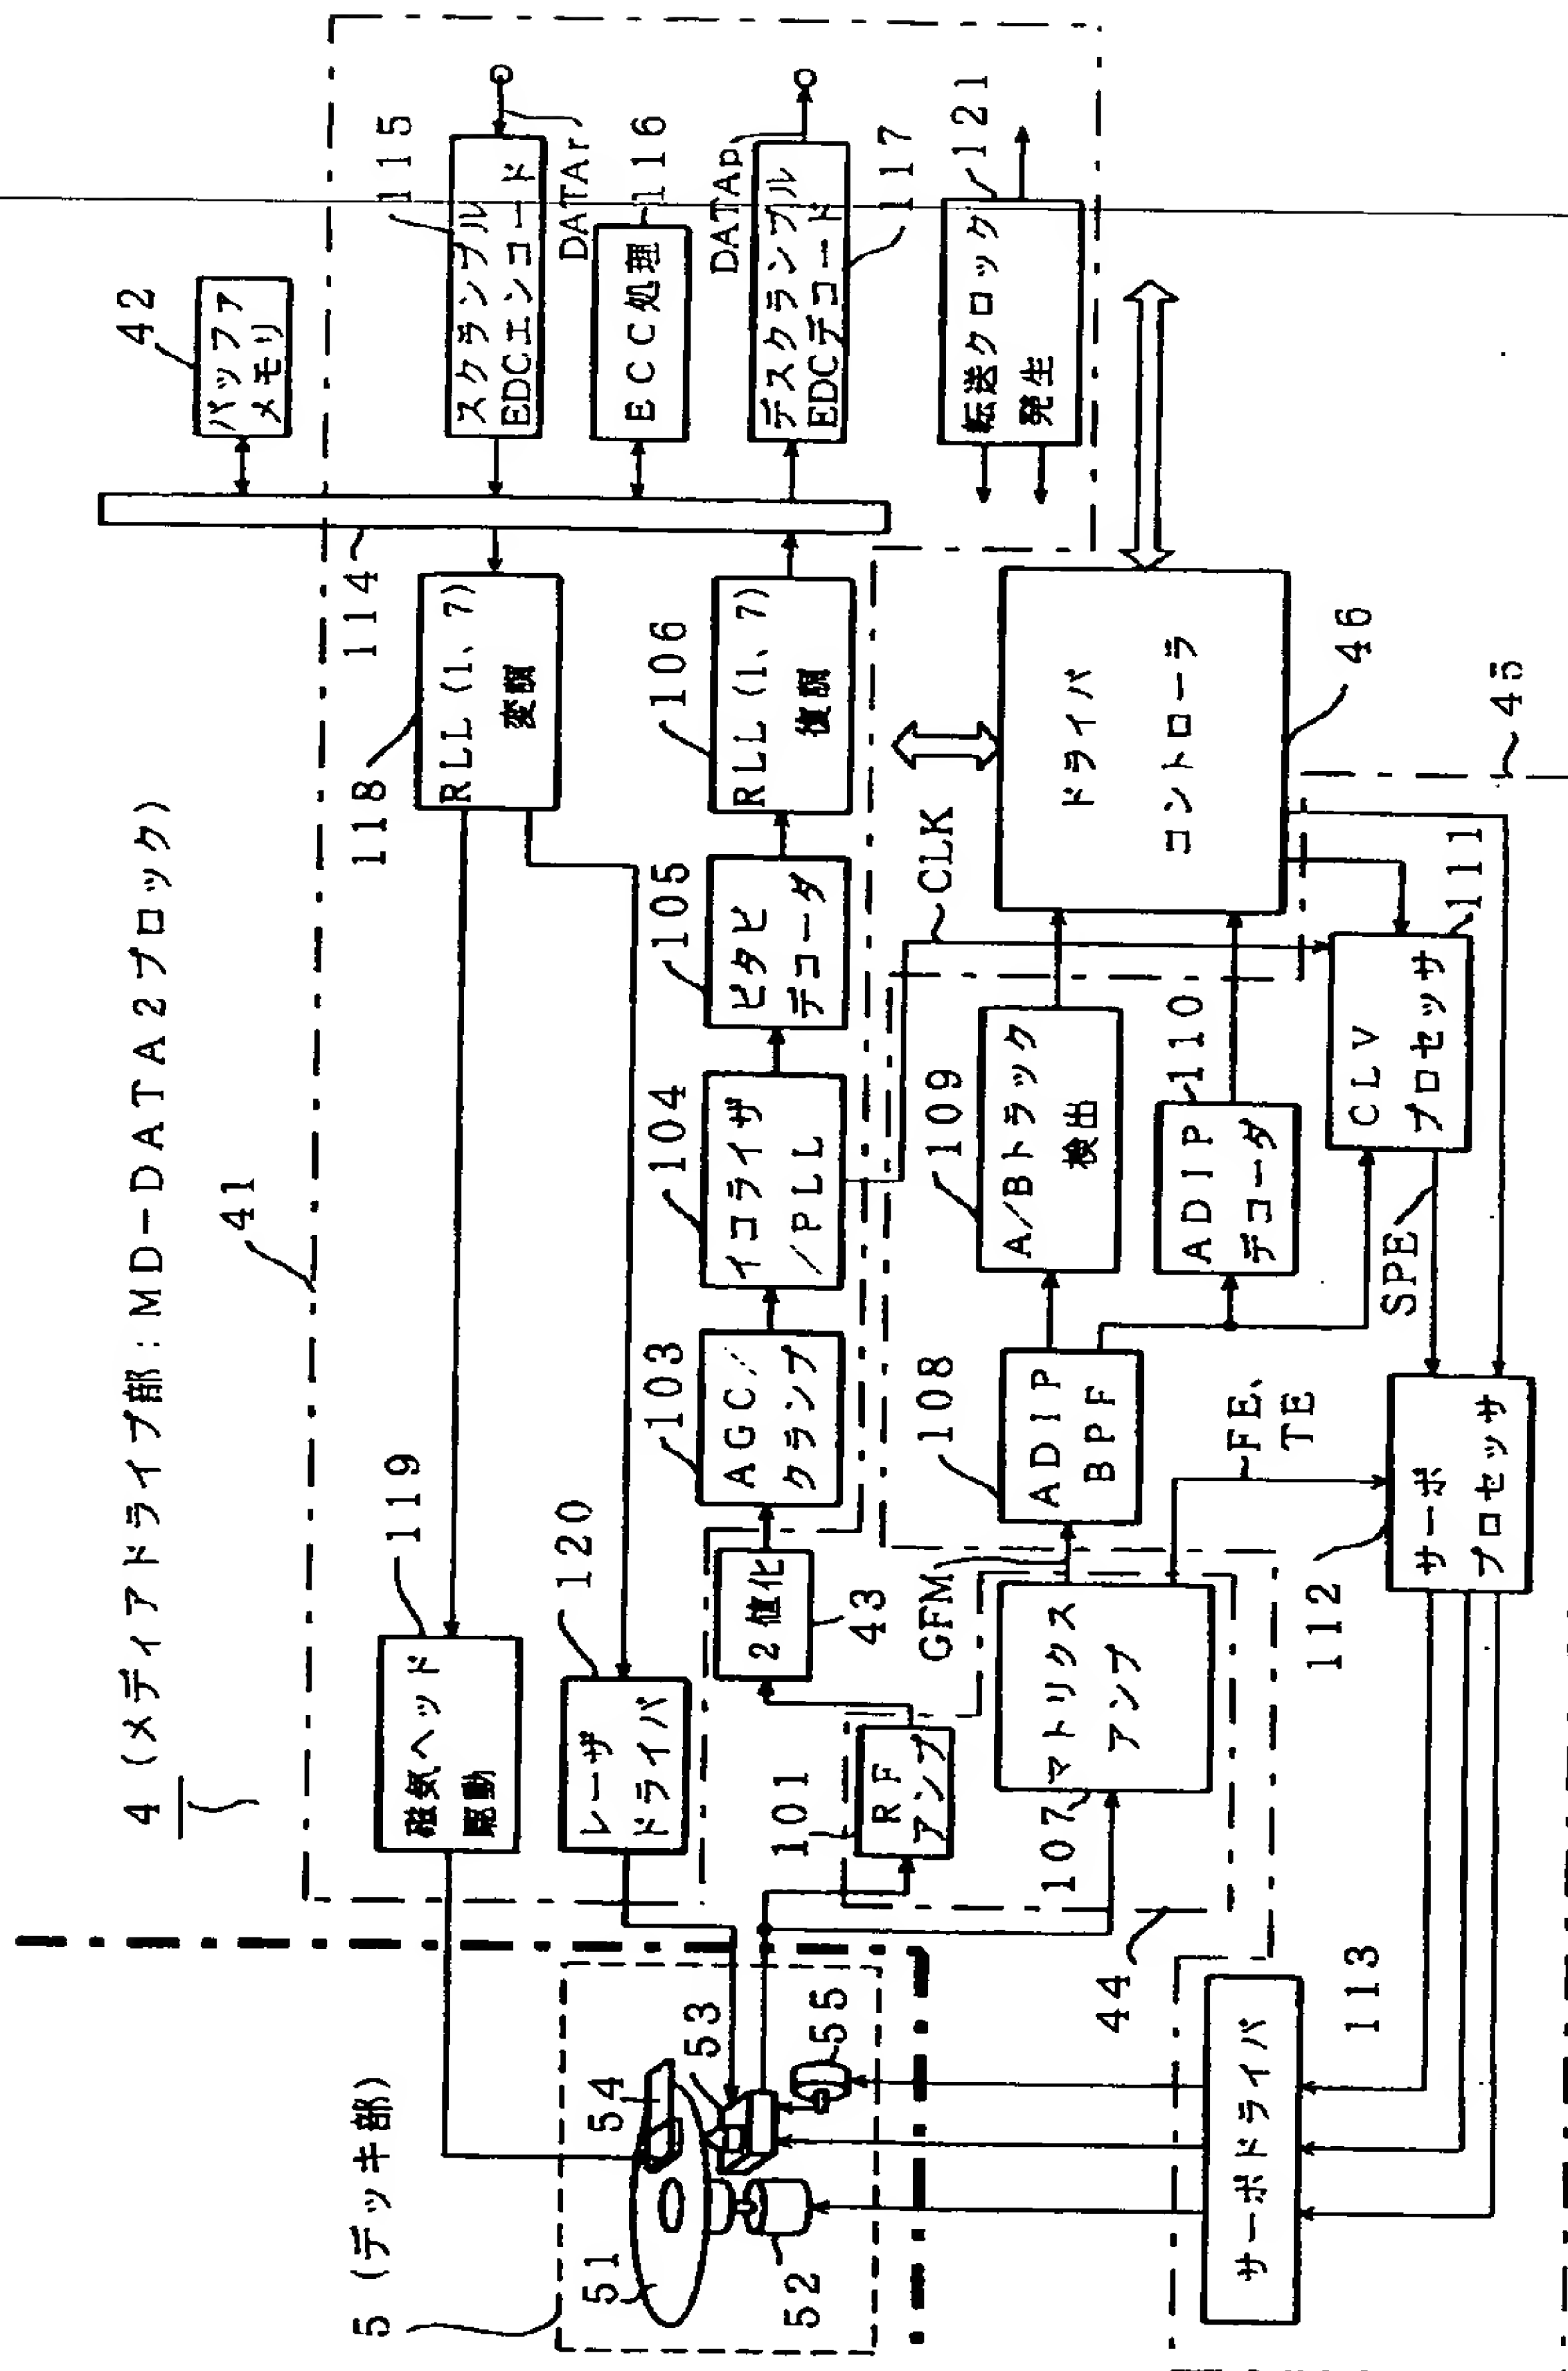 4 (メディアドライブ部:MD-DATA2ブロック)
5 (デッキ部)
41
42
バッファ
メモリ
114
115
スクランブル
EDCエンコード
DATAr
116
ECC処理
DATAp
デスクランブル
EDCデコード
117
121
転送クロック
発生
118
RLL(1、7)
変調
106
RLL(1、7)
復調
105
ビタビ
デコーダ
104
イコライザ
/PLL
103
AGC/
クランプ
119
磁気ヘッド
駆動
120
レーザ
ドライバ
2値化
43
101
RF
アンプ
107
マトリクス
アンプ
44
GFM
108
ADIP
BPF
109
A/Bトラック
検出
110
ADIP
デコーダ
CLK
ドライバ
コントローラ
46
45
111
CLV
プロセッサ
SPE
FE、
TE
112
サーボ
プロセッサ
113
サーボドライバ
51
52
53
54
55